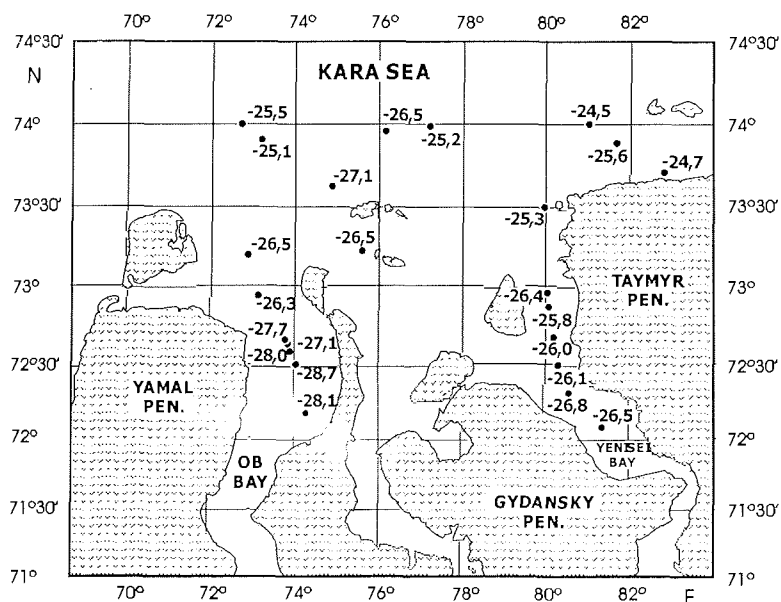 70° 72° 74° 76° 78° 80° 82°
74°30′ 74°30′
N KARA SEA
-25,5 -26,5 -24,5
74° 74°
-25,1 -25,2 -25,6
-27,1 -24,7
73°30′ 73°30′
-25,3
-26,5 -26,5
TAYMYR
PEN.
73° 73°
-26,3 -26,4
-27,7 -27,1 -25,8
-28,0 -26,0
72°30′ 72°30′
-28,7 -26,1
YAMAL
PEN.
-28,1 -26,8 -26,5
72° 72°
YENISEI
BAY
OB
BAY
GYDANSKY
PEN.
71°30′ 71°30′
71° 71°
70° 72° 74° 76° 78° 80° 82° E